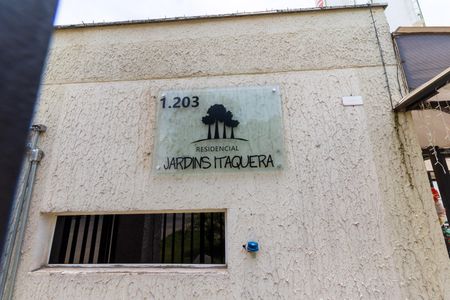 1.203
RESIDENCIAL
JARDINS ITAQUERA